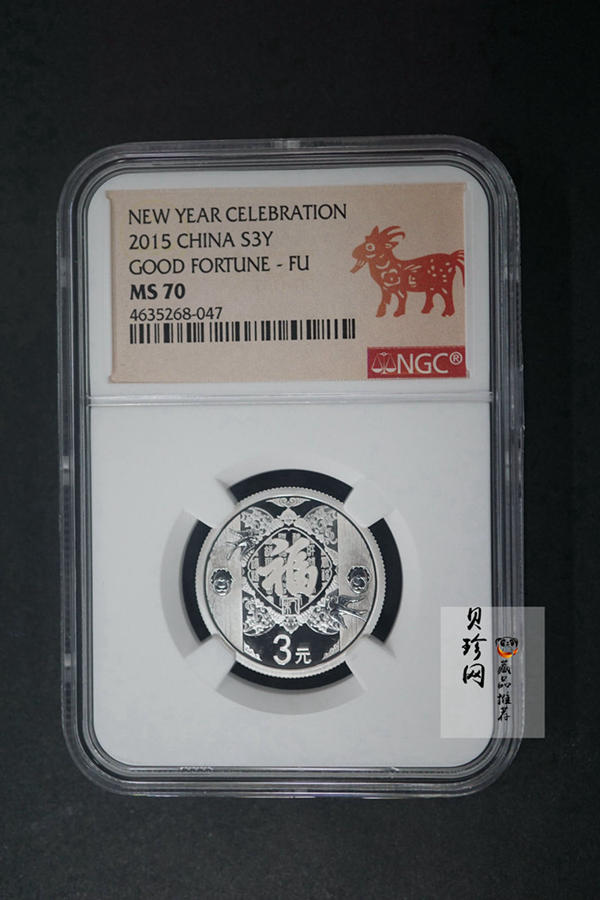 NEW YEAR CELEBRATION
2015 CHINA S3Y
GOOD FORTUNE - FU
MS 70
4635268-047
NGC®
福
3元
贝珍网
藏品推荐